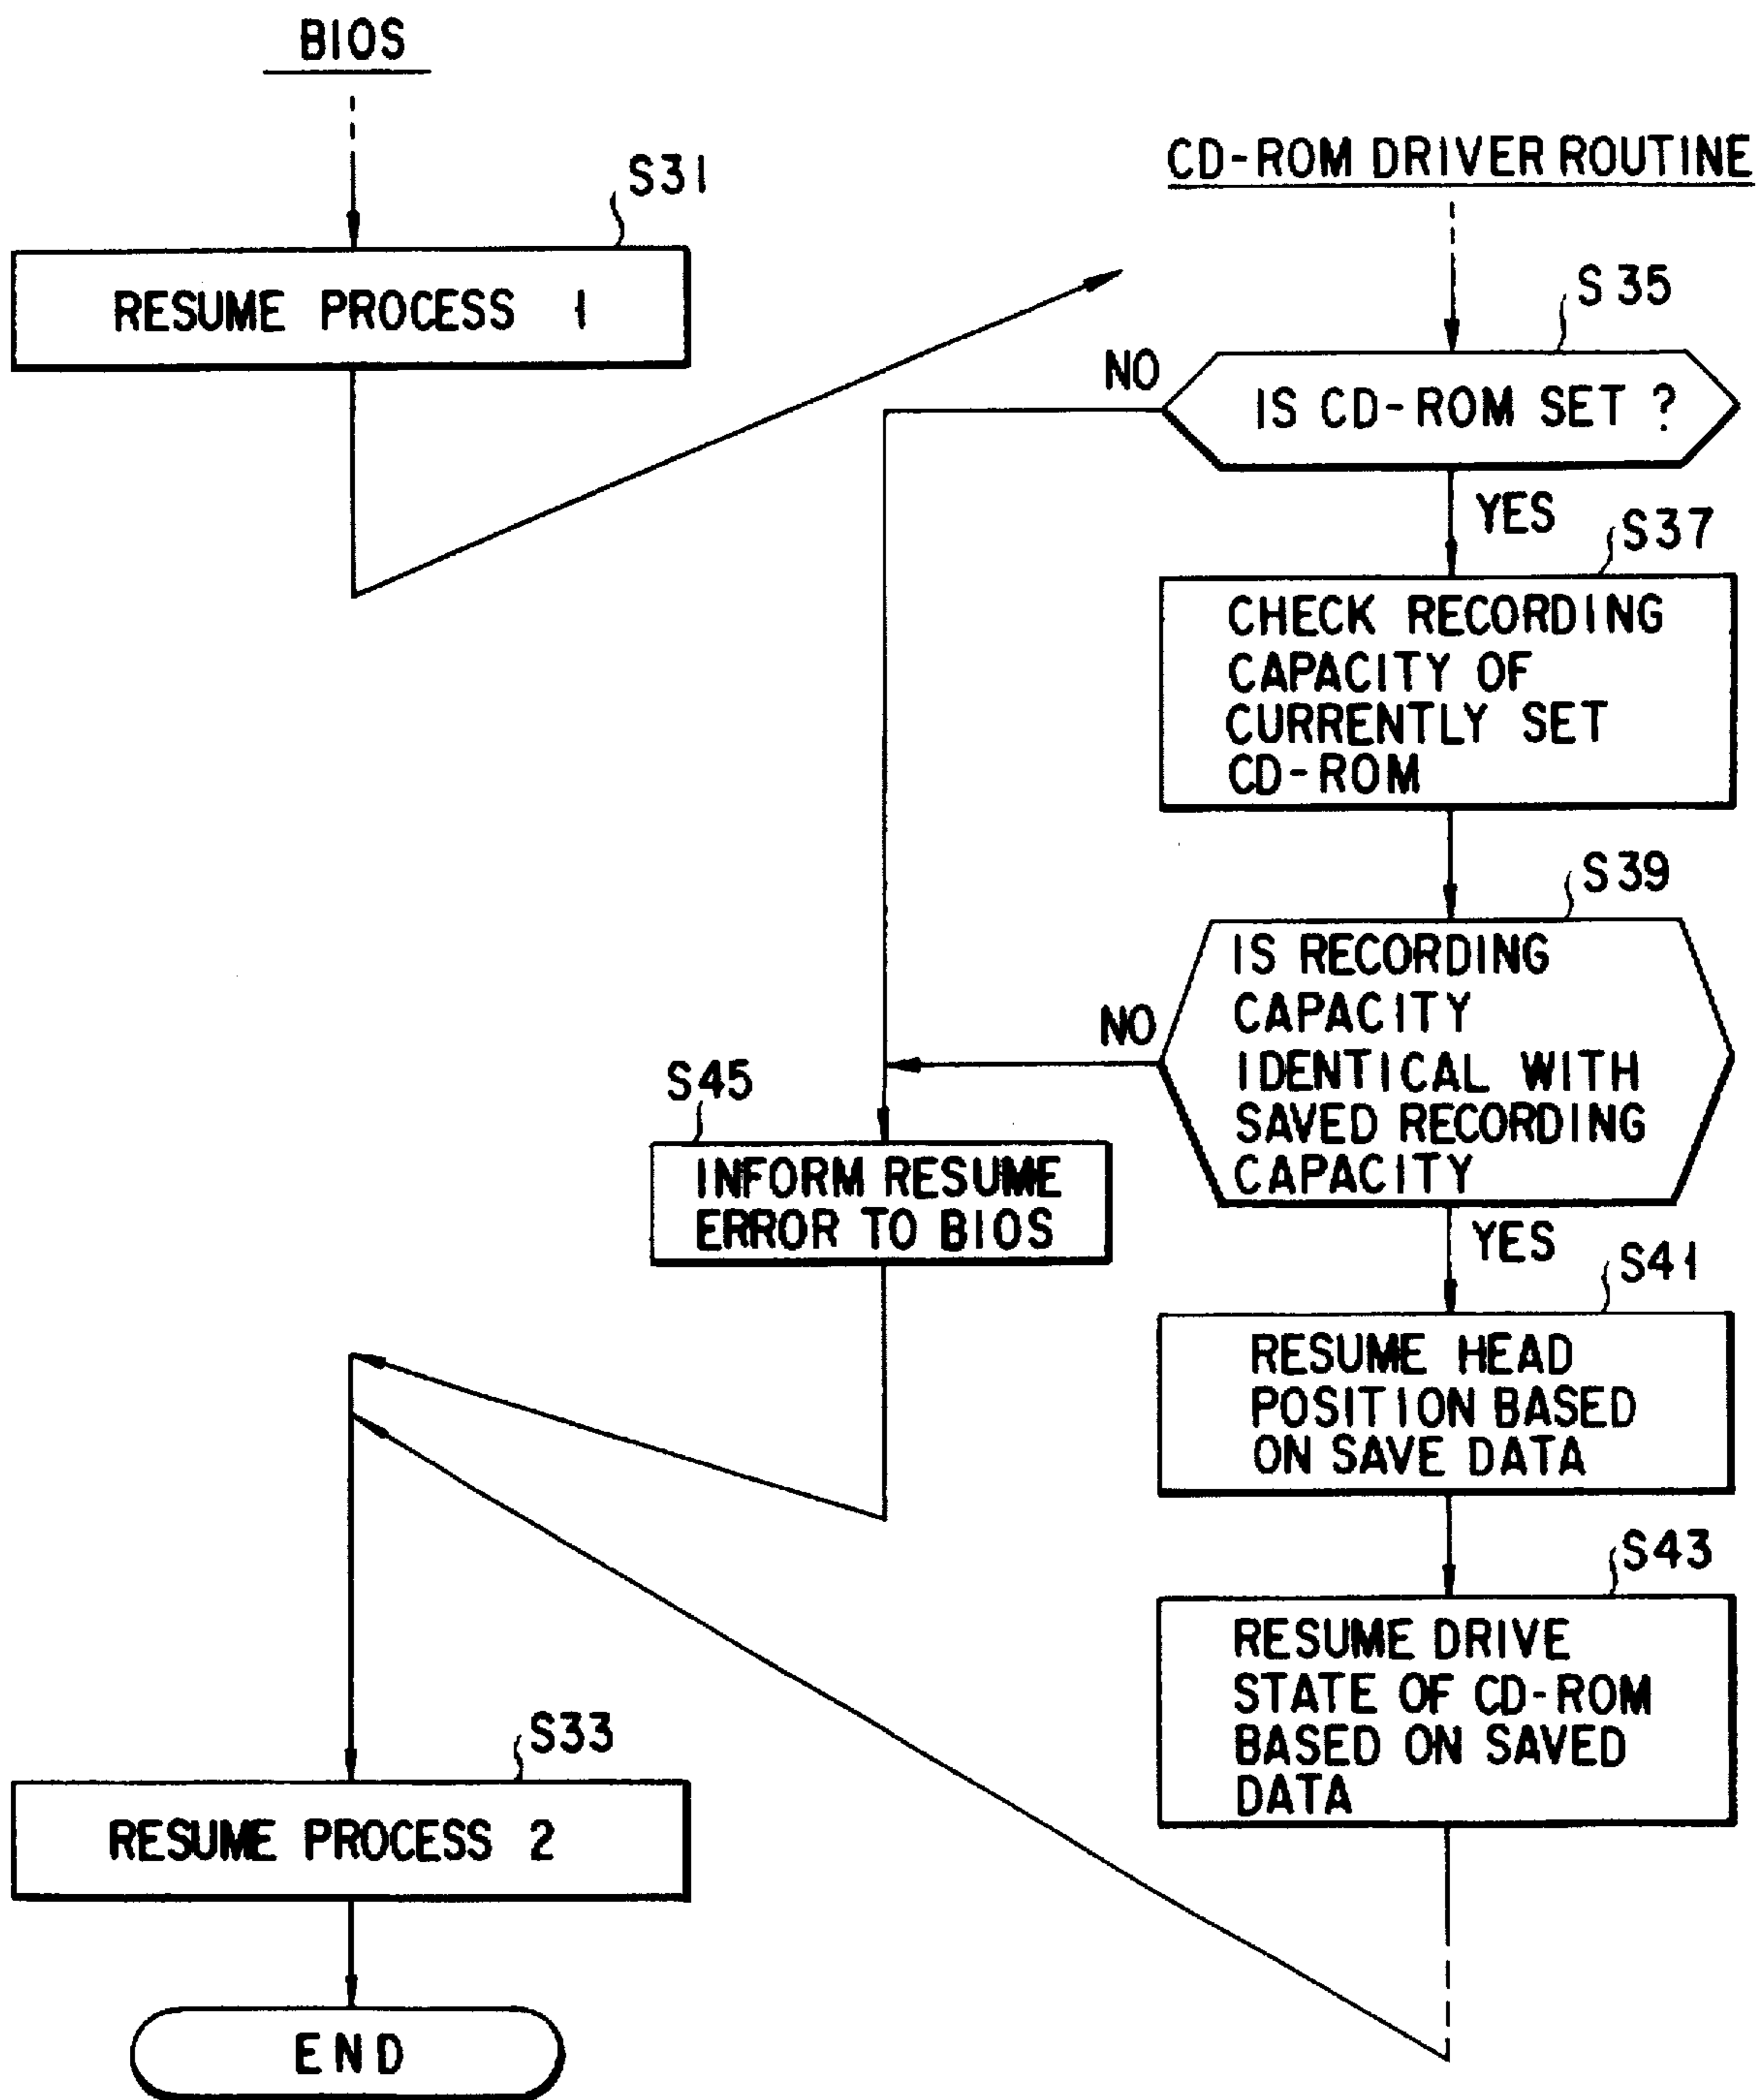 BIOS
S31
RESUME PROCESS 1
CD-ROM DRIVER ROUTINE
S35
NO
IS CD-ROM SET ?
YES
S37
CHECK RECORDING
CAPACITY OF
CURRENTLY SET
CD-ROM
S39
NO
IS RECORDING
CAPACITY
IDENTICAL WITH
SAVED RECORDING
CAPACITY
S45
INFORM RESUME
ERROR TO BIOS
YES
S41
RESUME HEAD
POSITION BASED
ON SAVE DATA
S43
RESUME DRIVE
STATE OF CD-ROM
BASED ON SAVED
DATA
S33
RESUME PROCESS 2
END